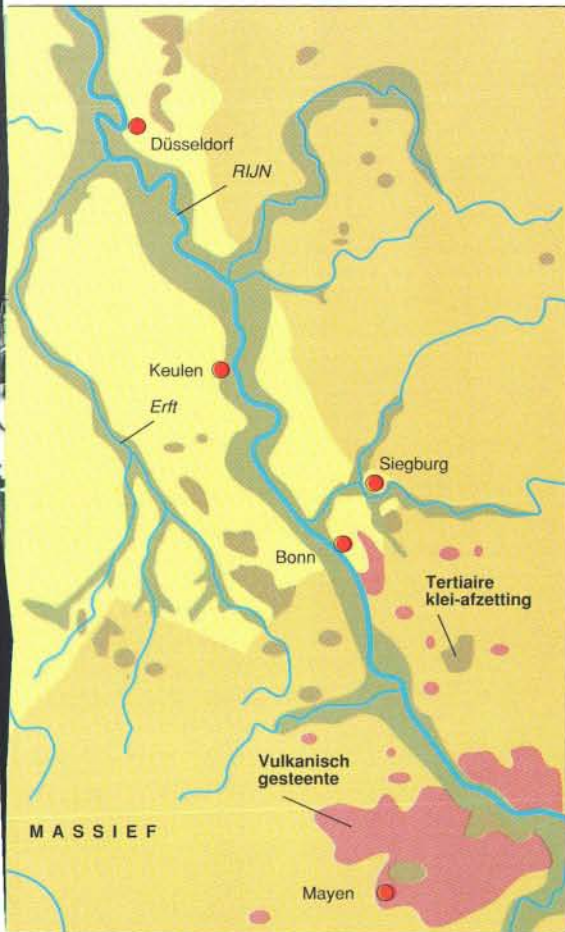 Düsseldorf
RIJN
Keulen
Erft
Siegburg
Bonn
Tertiaire
klei-afzetting
Vulkanisch
gesteente
MASSIEF
Mayen